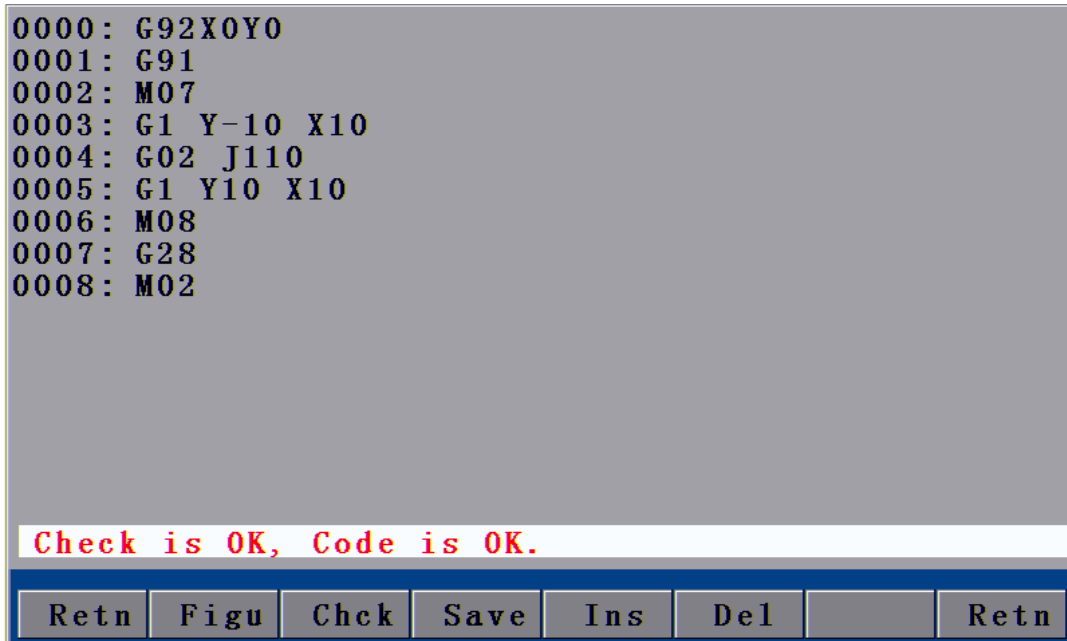 0000: G92X0Y0
0001: G91
0002: M07
0003: G1 Y-10 X10
0004: G02 J110
0005: G1 Y10 X10
0006: M08
0007: G28
0008: M02
Check is OK, Code is OK.
Retn Figu Chck Save Ins Del Retn